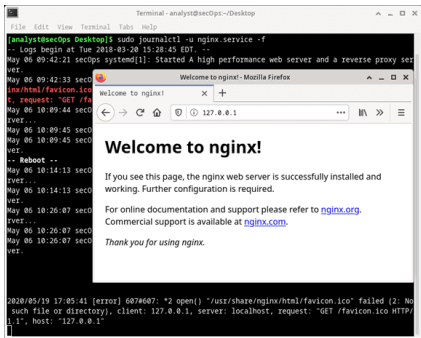 Terminal - analyst@secOps:~/Desktop
File Edit View Terminal Tabs Help
[analyst@secOps Desktop]$ sudo journalctl -u nginx.service -f
-- Logs begin at Tue 2018-03-20 15:28:45 EDT. --
May 06 09:42:21 secOps systemd[1]: Started A high performance web server and a reverse proxy ser
ver.
May 06 09:42:33 secO
inx/html/favicon.ico
t, request: "GET /fa
May 06 10:09:44 secO
rver...
May 06 10:09:45 secO
May 06 10:09:45 secO
ver.
-- Reboot --
May 06 10:14:13 secO
rver...
May 06 10:14:13 secO
ver.
May 06 10:26:07 secO
rver...
May 06 10:26:07 secO
May 06 10:26:07 secO
ver.
Welcome to nginx! - Mozilla Firefox
Welcome to nginx!
127.0.0.1
Welcome to nginx!
If you see this page, the nginx web server is successfully installed and
working. Further configuration is required.
For online documentation and support please refer to nginx.org.
Commercial support is available at nginx.com.
Thank you for using nginx.
2020/05/19 17:05:41 [error] 607#607: *2 open() "/usr/share/nginx/html/favicon.ico" failed (2: No
such file or directory), client: 127.0.0.1, server: localhost, request: "GET /favicon.ico HTTP/
1.1", host: "127.0.0.1"